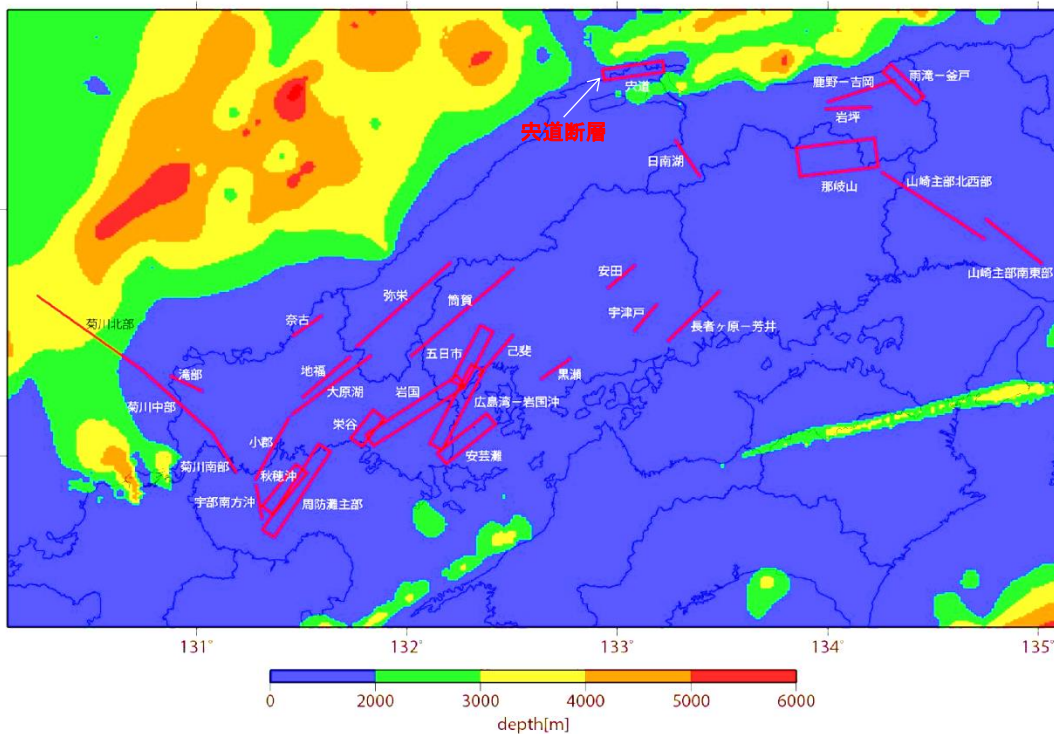 宍道
雨滝－釜戸
鹿野－吉岡
岩坪
宍道断層
日南湖
那岐山
山崎主部北西部
山崎主部南東部
安田
弥栄
筒賀
宇津戸
奈古
菊川北部
長者ヶ原－芳井
五日市
己斐
地福
滝部
黒瀬
大原湖
岩国
広島湾－岩国沖
菊川中部
栄谷
小郡
安芸灘
菊川南部
秋穂沖
宇部南方沖
周防灘主部
131° 132° 133° 134° 135°
0 2000 3000 4000 5000 6000
depth[m]